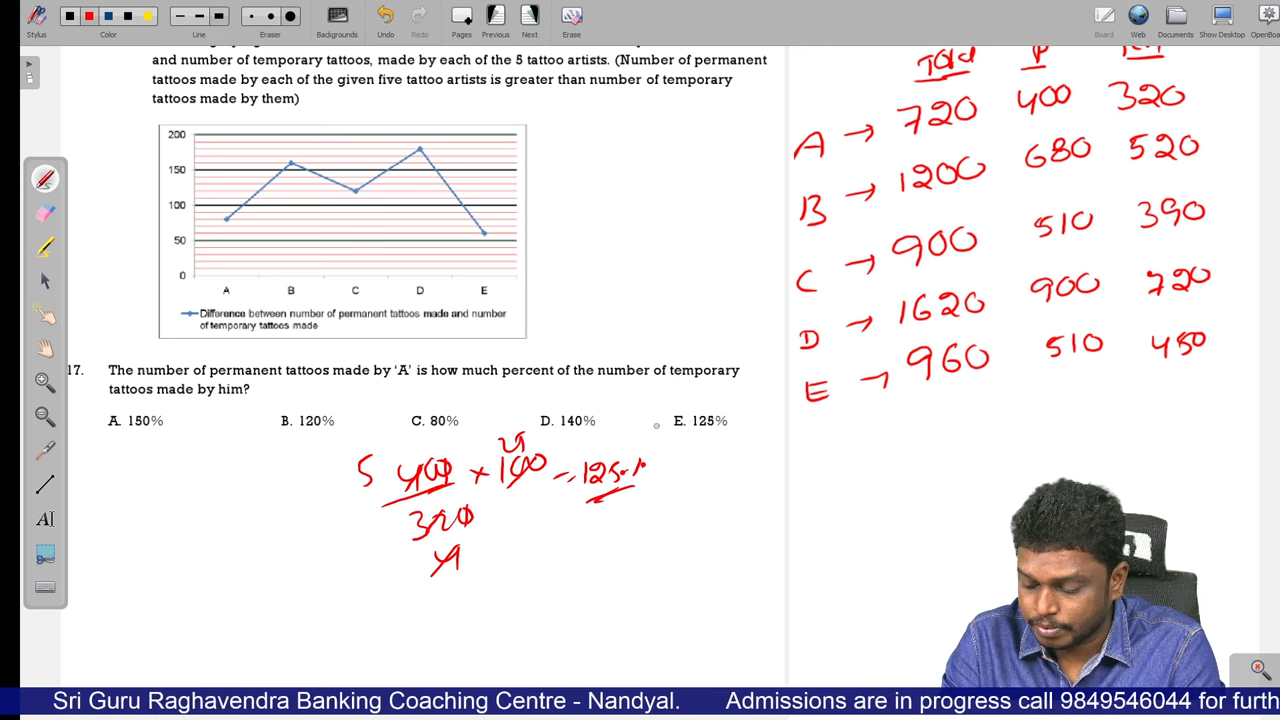 Stylus Color Line Eraser Backgrounds Undo Redo Pages Previous Next Erase Board Web Documents Show Desktop OpenBoa
and number of temporary tattoos, made by each of the 5 tattoo artists. (Number of permanent
tattoos made by each of the given five tattoo artists is greater than number of temporary
tattoos made by them)
200
150
100
50
0
A B C D E
Difference between number of permanent tattoos made and number
of temporary tattoos made
17. The number of permanent tattoos made by ‘A’ is how much percent of the number of temporary
tattoos made by him?
A. 150% B. 120% C. 80% D. 140% E. 125%
25
5 400 × 100 = 125%
320
4
Total P
A → 720 400 320
B → 1200 680 520
C → 900 510 390
D → 1620 900 720
E → 960 510 450
Sri Guru Raghavendra Banking Coaching Centre - Nandyal. Admissions are in progress call 9849546044 for furth